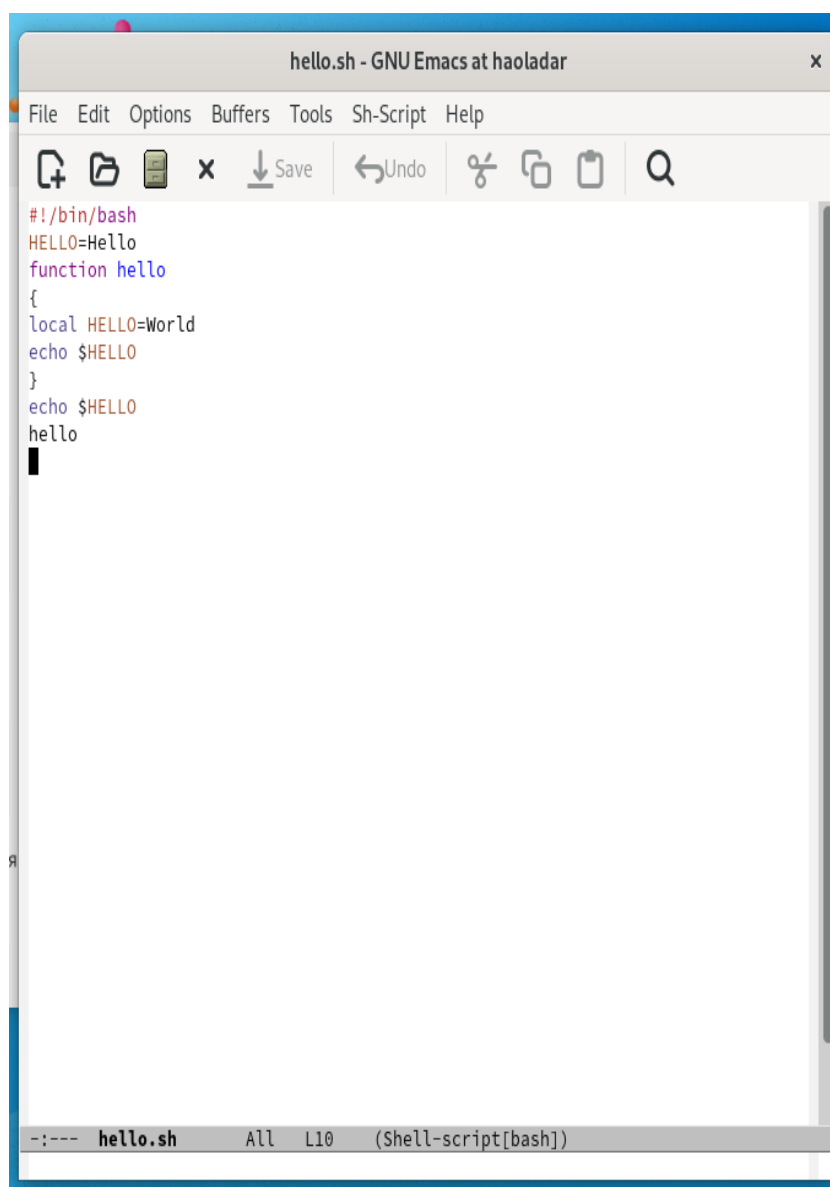 hello.sh - GNU Emacs at haoladar x
File Edit Options Buffers Tools Sh-Script Help
Save Undo
#!/bin/bash
HELLO=Hello
function hello
{
local HELLO=World
echo $HELLO
}
echo $HELLO
hello
я
-:--- hello.sh All L10 (Shell-script[bash])